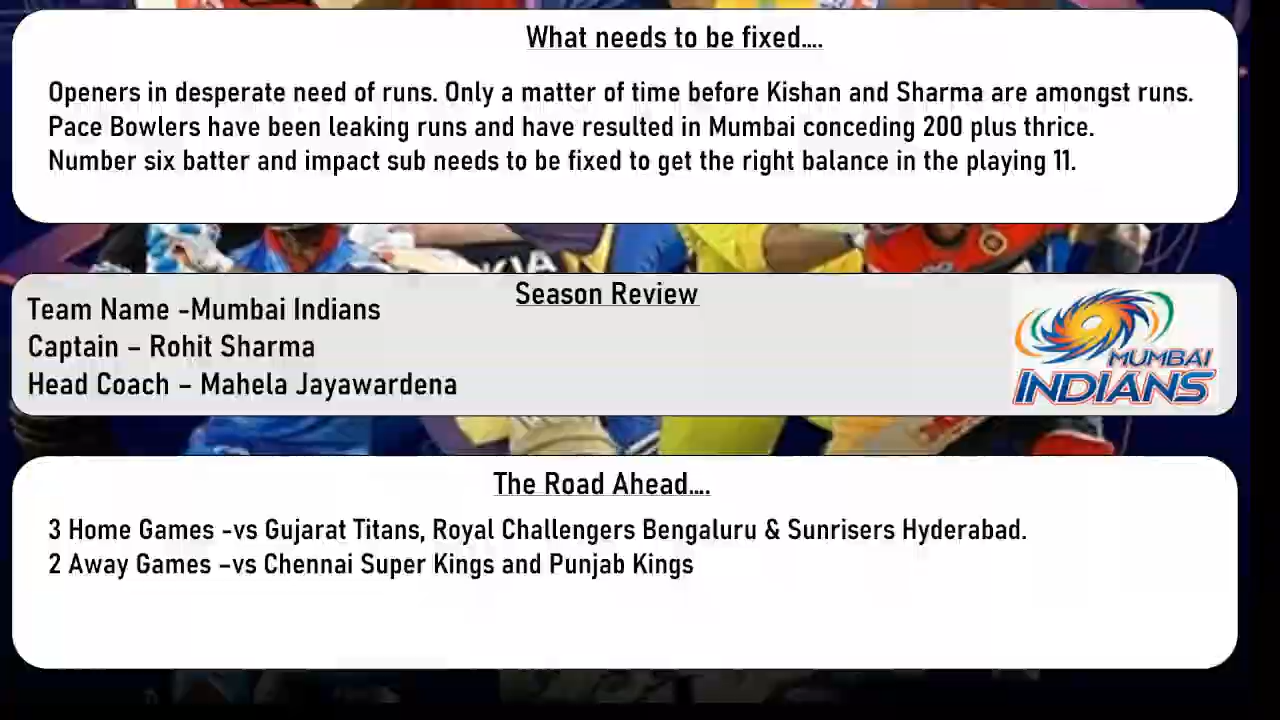 What needs to be fixed....
Openers in desperate need of runs. Only a matter of time before Kishan and Sharma are amongst runs.
Pace Bowlers have been leaking runs and have resulted in Mumbai conceding 200 plus thrice.
Number six batter and impact sub needs to be fixed to get the right balance in the playing 11.
KIA
Season Review
Team Name -Mumbai Indians
Captain – Rohit Sharma
Head Coach – Mahela Jayawardena
MUMBAI
INDIANS
The Road Ahead....
3 Home Games -vs Gujarat Titans, Royal Challengers Bengaluru & Sunrisers Hyderabad.
2 Away Games –vs Chennai Super Kings and Punjab Kings